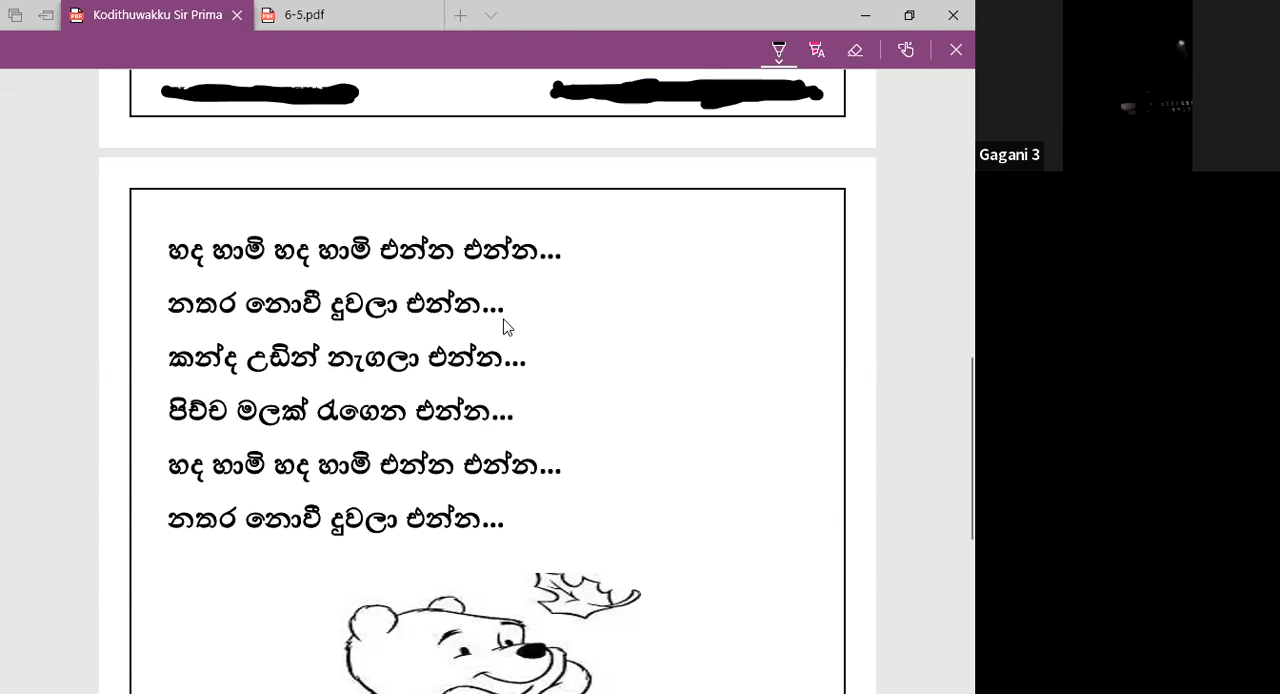 Kodithuwakku Sir Prima
6-5.pdf
Gagani 3
හද හාමි හද හාමි එන්න එන්න...
නතර නොවී දුවලා එන්න...
කන්ද උඩින් නැගලා එන්න...
පිච්ච මලක් රැගෙන එන්න...
හද හාමි හද හාමි එන්න එන්න...
නතර නොවී දුවලා එන්න...